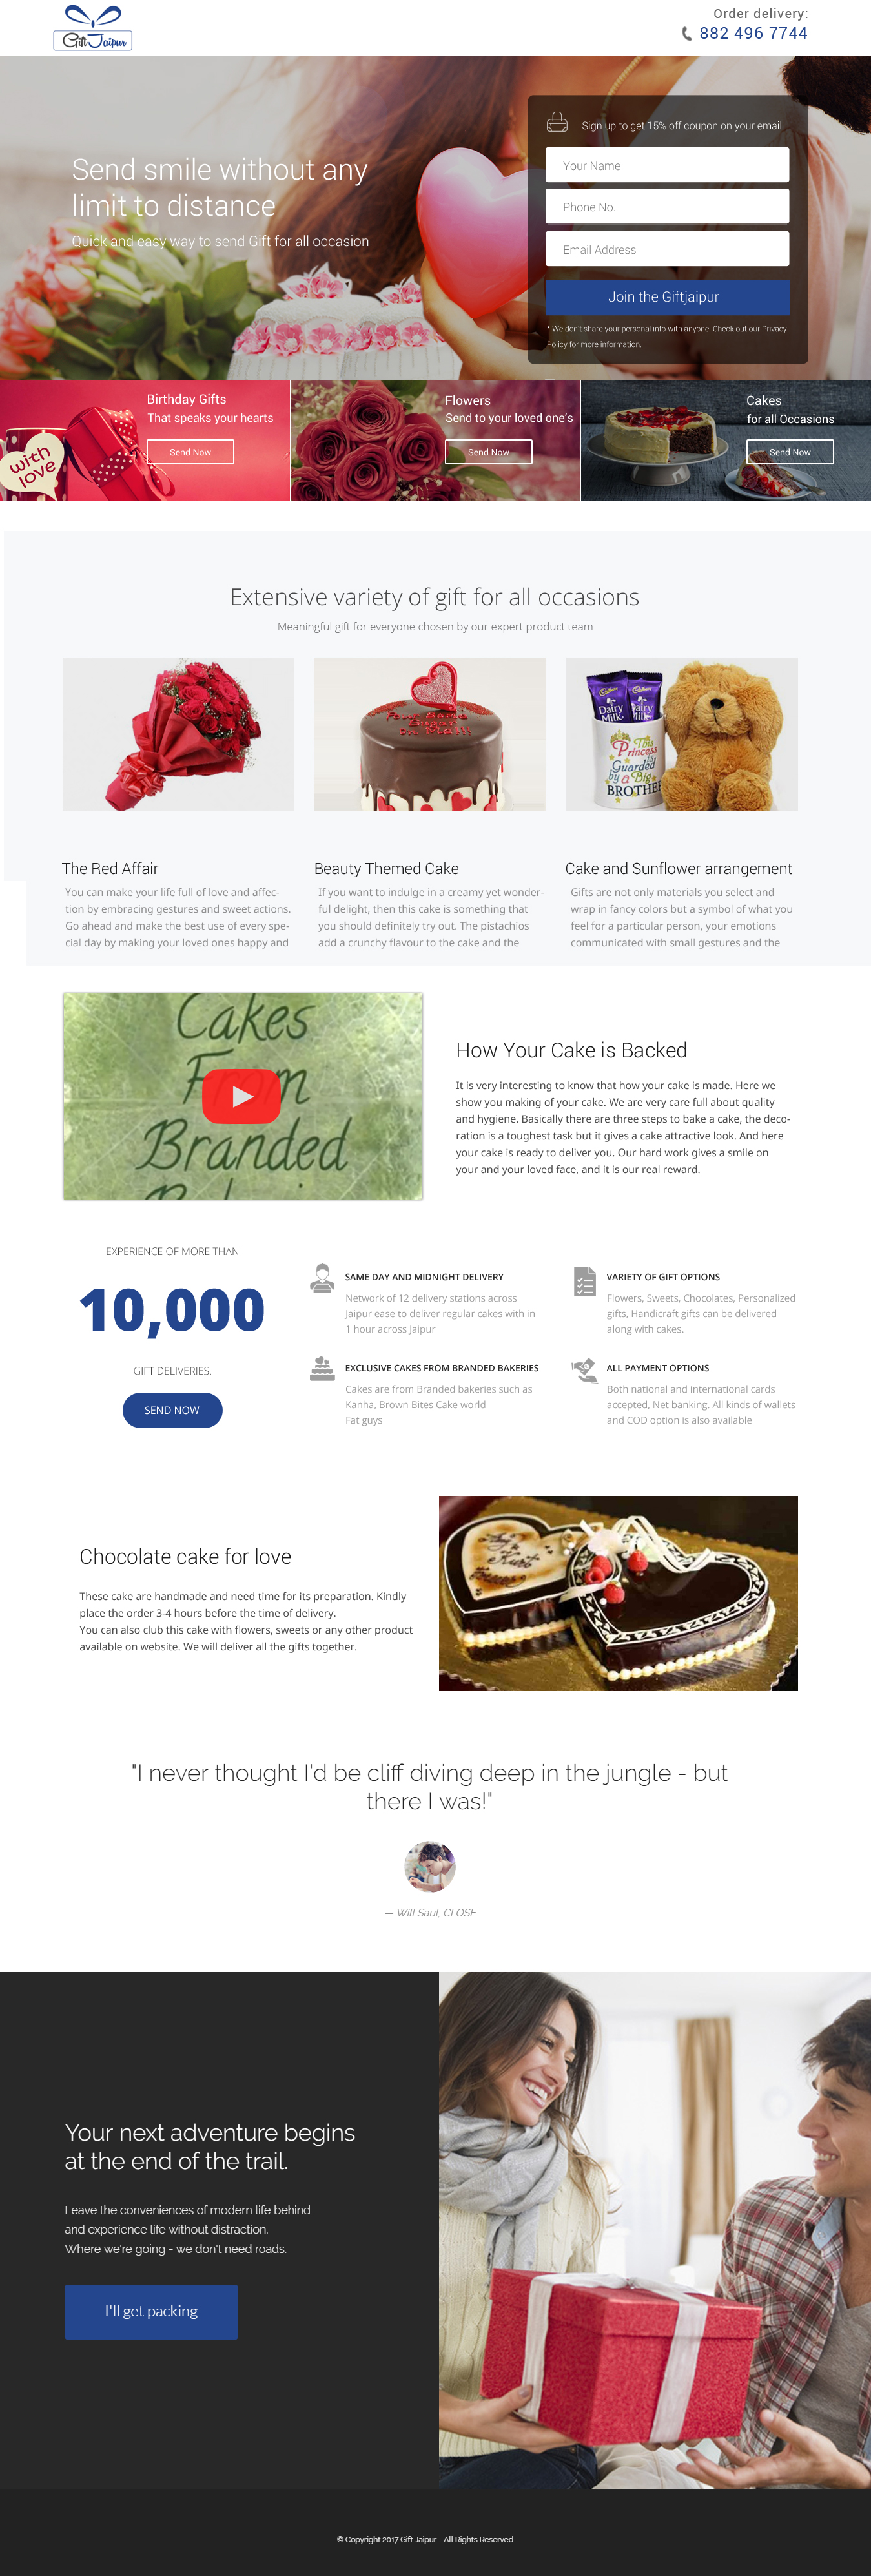 Gift Jaipur
Order delivery:
882 496 7744
Send smile without any
limit to distance
Quick and easy way to send Gift for all occasion
Sign up to get 15% off coupon on your email
Your Name
Phone No.
Email Address
Join the Giftjaipur
* We don't share your personal info with anyone. Check out our Privacy
Policy for more information.
with
love
Birthday Gifts
That speaks your hearts
Send Now
Flowers
Send to your loved one's
Send Now
Cakes
for all Occasions
Send Now
Extensive variety of gift for all occasions
Meaningful gift for everyone chosen by our expert product team
Cadbury
Dairy
Milk
Cadbury
Dairy
Milk
This
Princess
is
Guarded
by a Big
BROTHER
The Red Affair
You can make your life full of love and affec-
tion by embracing gestures and sweet actions.
Go ahead and make the best use of every spe-
cial day by making your loved ones happy and
Beauty Themed Cake
If you want to indulge in a creamy yet wonder-
ful delight, then this cake is something that
you should definitely try out. The pistachios
add a crunchy flavour to the cake and the
Cake and Sunflower arrangement
Gifts are not only materials you select and
wrap in fancy colors but a symbol of what you
feel for a particular person, your emotions
communicated with small gestures and the
Cakes
From
Branded
How Your Cake is Backed
It is very interesting to know that how your cake is made. Here we
show you making of your cake. We are very care full about quality
and hygiene. Basically there are three steps to bake a cake, the deco-
ration is a toughest task but it gives a cake attractive look. And here
your cake is ready to deliver you. Our hard work gives a smile on
your and your loved face, and it is our real reward.
EXPERIENCE OF MORE THAN
10,000
GIFT DELIVERIES.
SEND NOW
SAME DAY AND MIDNIGHT DELIVERY
Network of 12 delivery stations across
Jaipur ease to deliver regular cakes with in
1 hour across Jaipur
VARIETY OF GIFT OPTIONS
Flowers, Sweets, Chocolates, Personalized
gifts, Handicraft gifts can be delivered
along with cakes.
EXCLUSIVE CAKES FROM BRANDED BAKERIES
Cakes are from Branded bakeries such as
Kanha, Brown Bites Cake world
Fat guys
ALL PAYMENT OPTIONS
Both national and international cards
accepted, Net banking. All kinds of wallets
and COD option is also available
Chocolate cake for love
These cake are handmade and need time for its preparation. Kindly
place the order 3-4 hours before the time of delivery.
You can also club this cake with flowers, sweets or any other product
available on website. We will deliver all the gifts together.
"I never thought I'd be cliff diving deep in the jungle - but
there I was!"
— Will Saul, CLOSE
Your next adventure begins
at the end of the trail.
Leave the conveniences of modern life behind
and experience life without distraction.
Where we're going - we don't need roads.
I'll get packing
© Copyright 2017 Gift Jaipur - All Rights Reserved